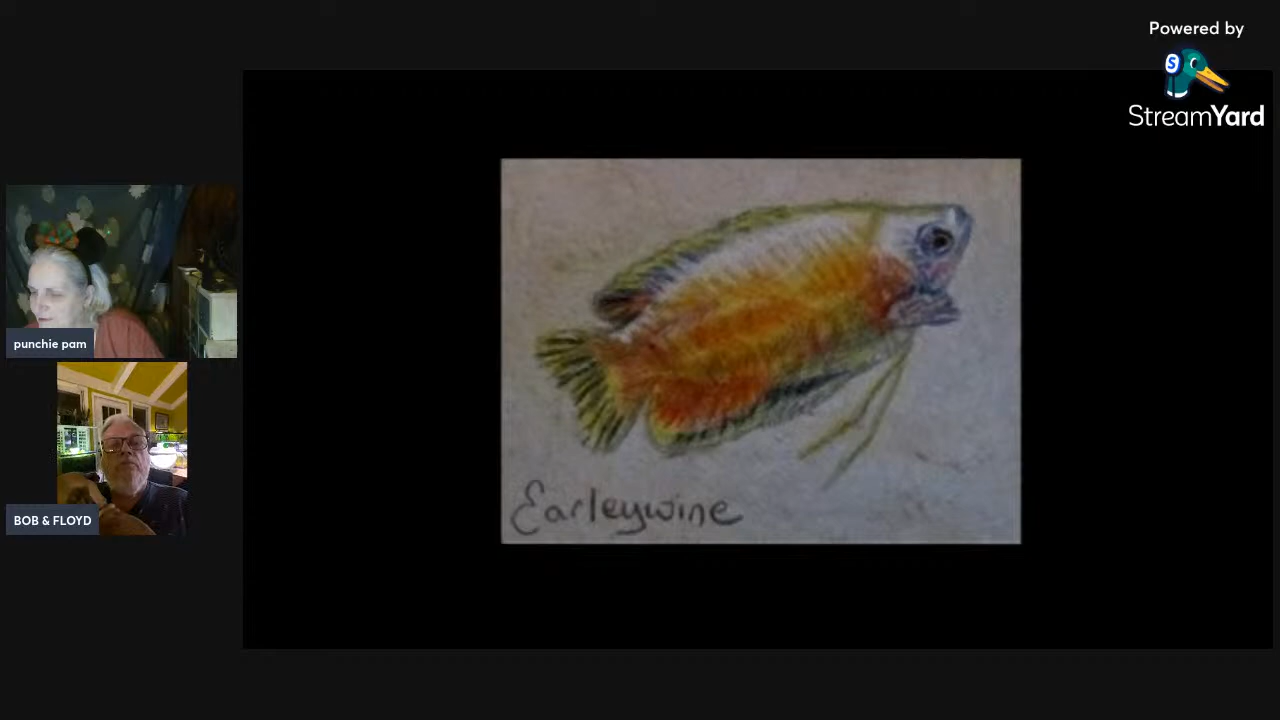 Powered by
S
StreamYard
punchie pam
BOB & FLOYD
Earleywine